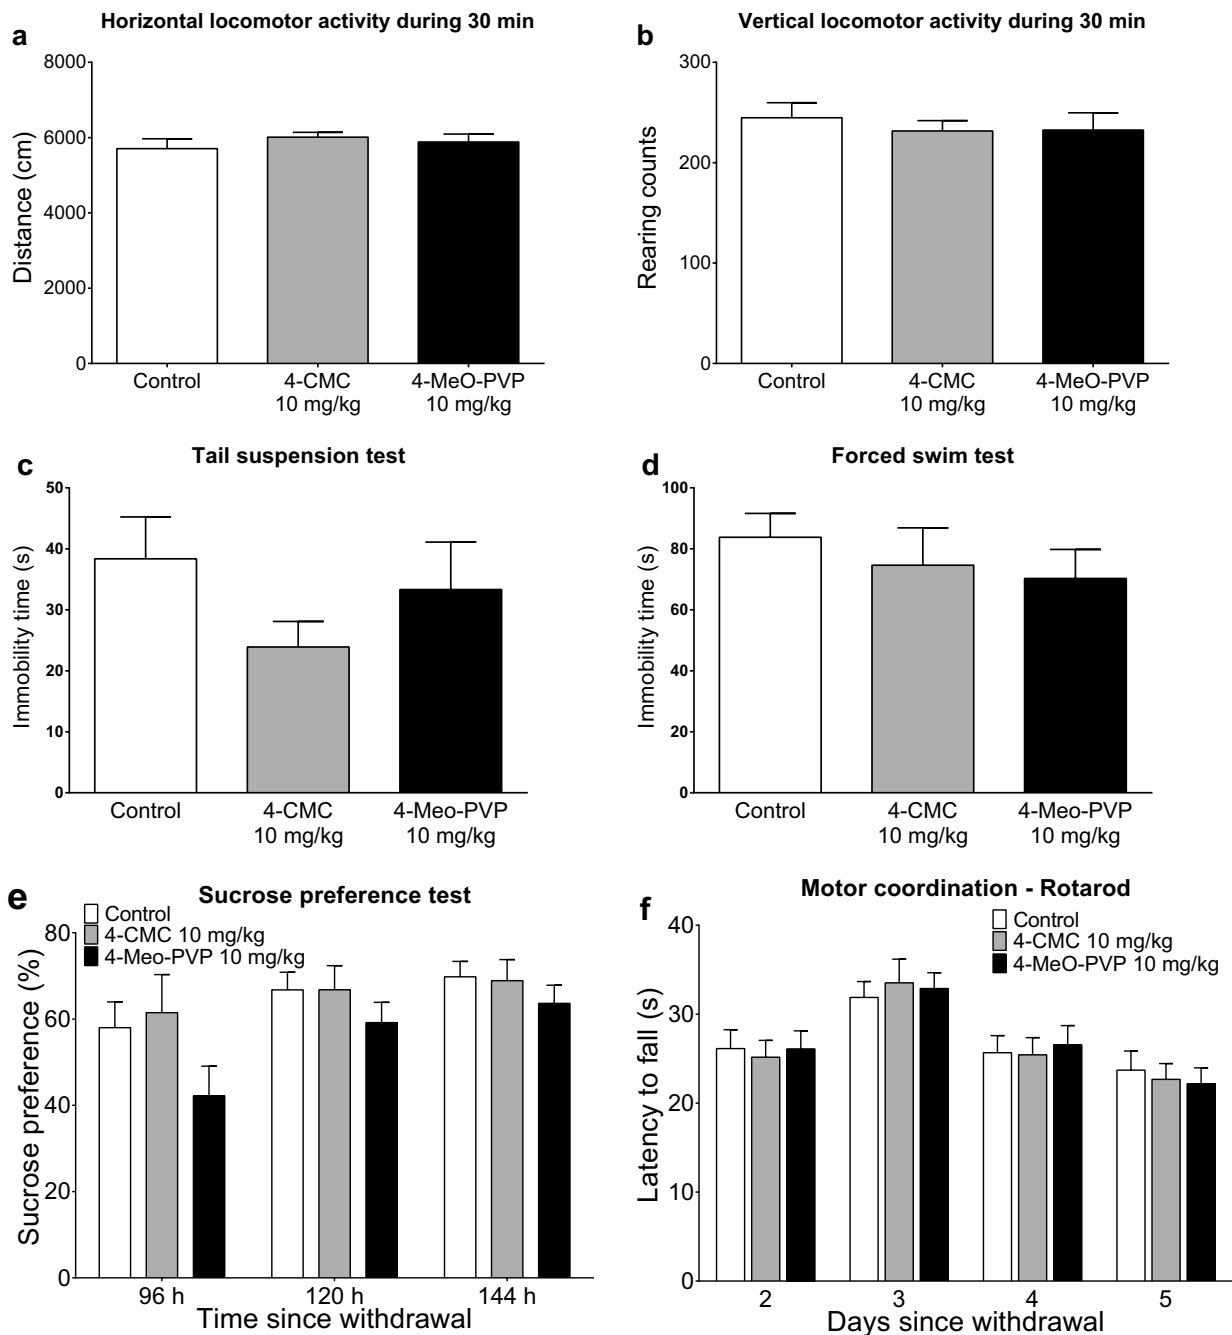 a
Horizontal locomotor activity during 30 min
8000
6000
4000
2000
0
Distance (cm)
Control
4-CMC
10 mg/kg
4-MeO-PVP
10 mg/kg
b
Vertical locomotor activity during 30 min
300
200
100
0
Rearing counts
Control
4-CMC
10 mg/kg
4-MeO-PVP
10 mg/kg
c
Tail suspension test
50
40
30
20
10
0
Immobility time (s)
Control
4-CMC
10 mg/kg
4-Meo-PVP
10 mg/kg
d
Forced swim test
100
80
60
40
20
0
Immobility time (s)
Control
4-CMC
10 mg/kg
4-Meo-PVP
10 mg/kg
e
Sucrose preference test
Control
4-CMC 10 mg/kg
4-Meo-PVP 10 mg/kg
80
60
40
20
0
Sucrose preference (%)
96 h
120 h
144 h
Time since withdrawal
f
Motor coordination - Rotarod
Control
4-CMC 10 mg/kg
4-MeO-PVP 10 mg/kg
40
30
20
10
0
Latency to fall (s)
2
3
4
5
Days since withdrawal